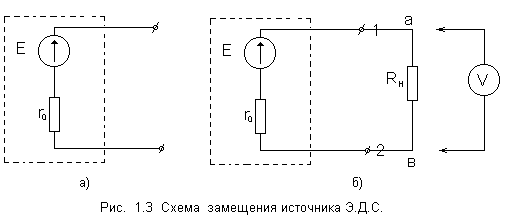 E
r₀
а)
E
r₀
1
2
а
Rн
в
V
б)
Рис. 1.3 Схема замещения источника Э.Д.С.